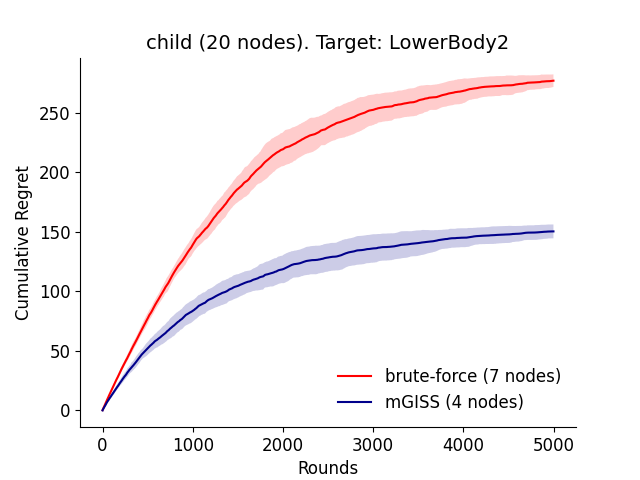 child (20 nodes). Target: LowerBody2
Cumulative Regret
250
200
150
100
50
0
0 1000 2000 3000 4000 5000
Rounds
brute-force (7 nodes)
mGISS (4 nodes)